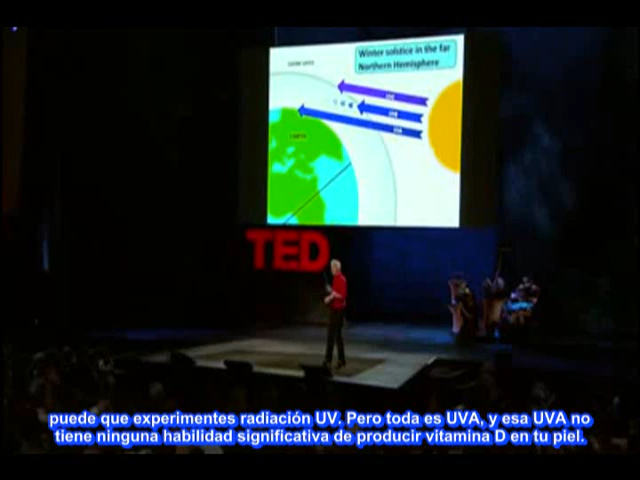 Winter solstice in the far
Northern Hemisphere
TED
puede que experimentes radiación UV. Pero toda es UVA, y esa UVA no
tiene ninguna habilidad significativa de producir vitamina D en tu piel.